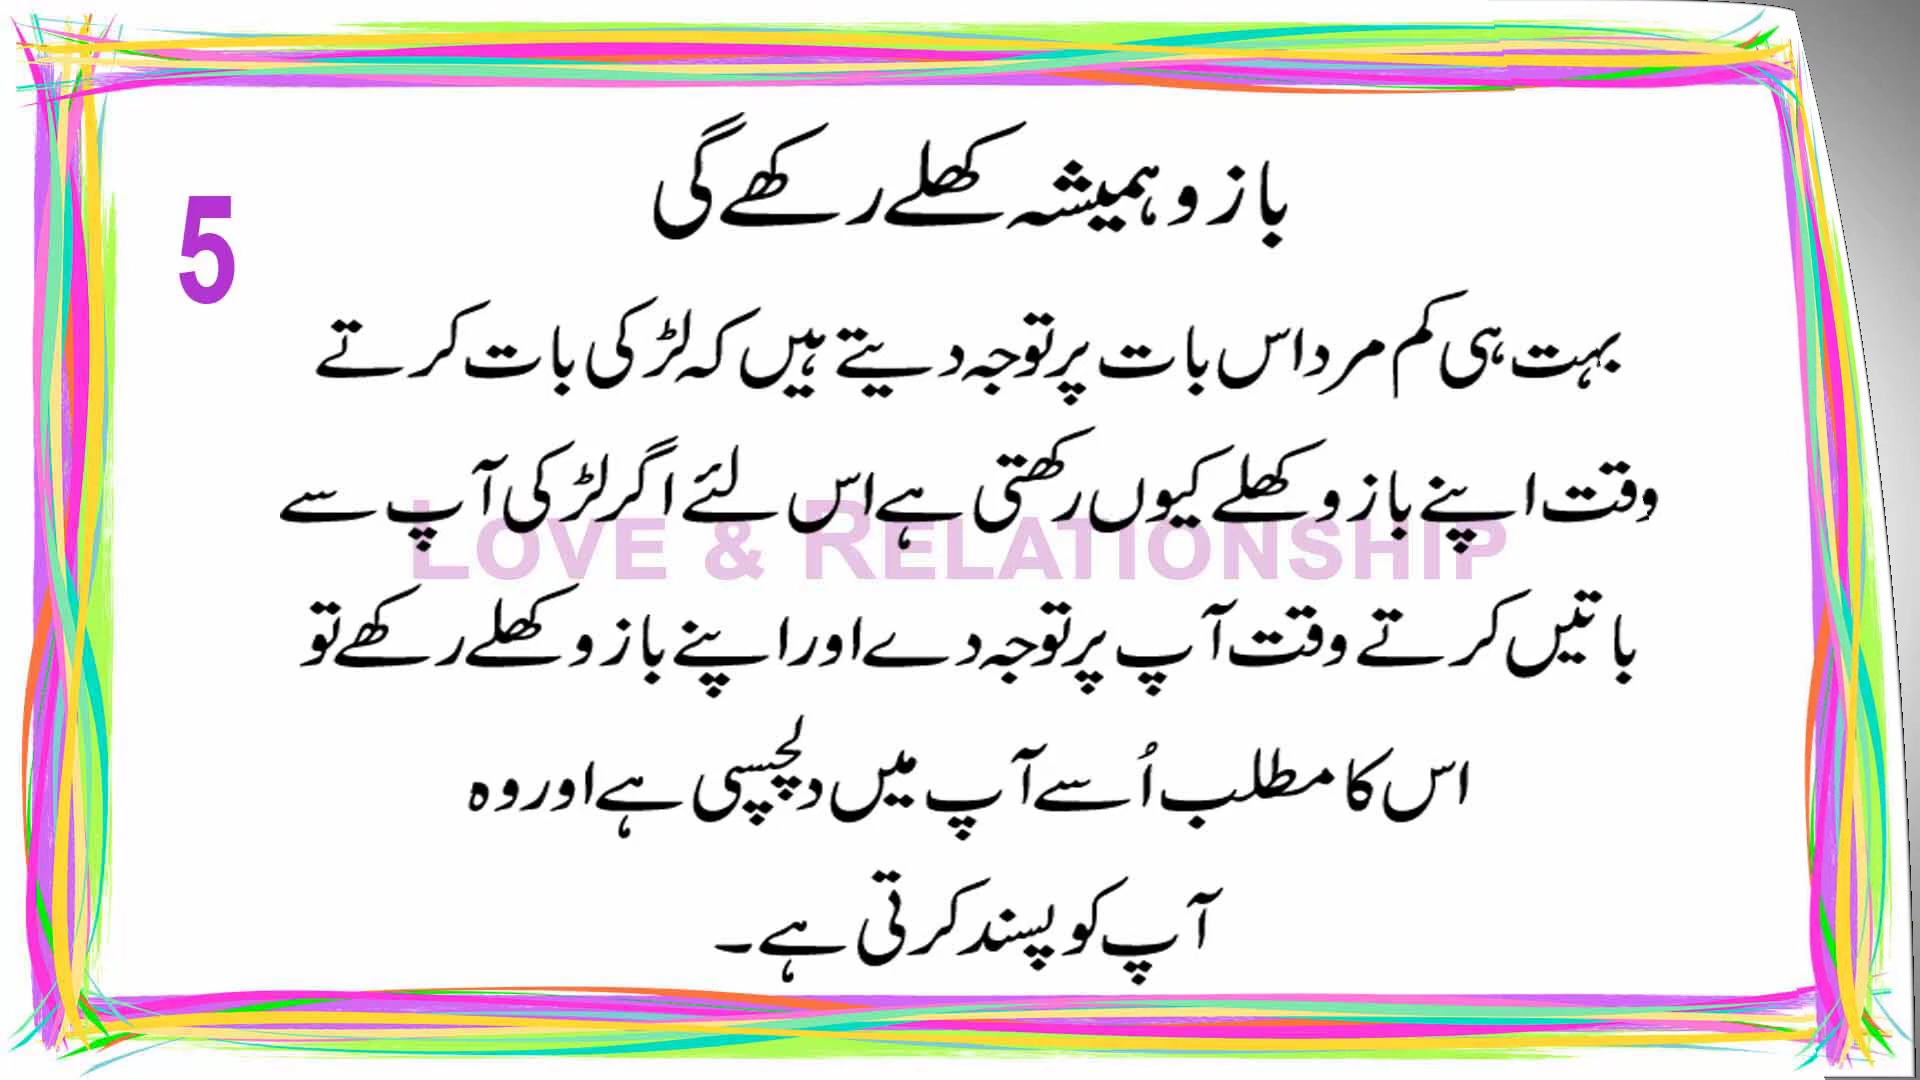 بازو ہمیشہ کھلے رکھے گی
5
بہت ہی کم مرد اس بات پر توجہ دیتے ہیں کہ لڑکی بات کرتے
وقت اپنے بازو کھلے کیوں رکھتی ہے اس لئے اگر لڑکی آپ سے
LOVE & RELATIONSHIP
باتیں کرتے وقت آپ پر توجہ دے اور اپنے بازو کھلے رکھے تو
اس کا مطلب اُسے آپ میں دلچسپی ہے اور وہ
آپ کو پسند کرتی ہے۔